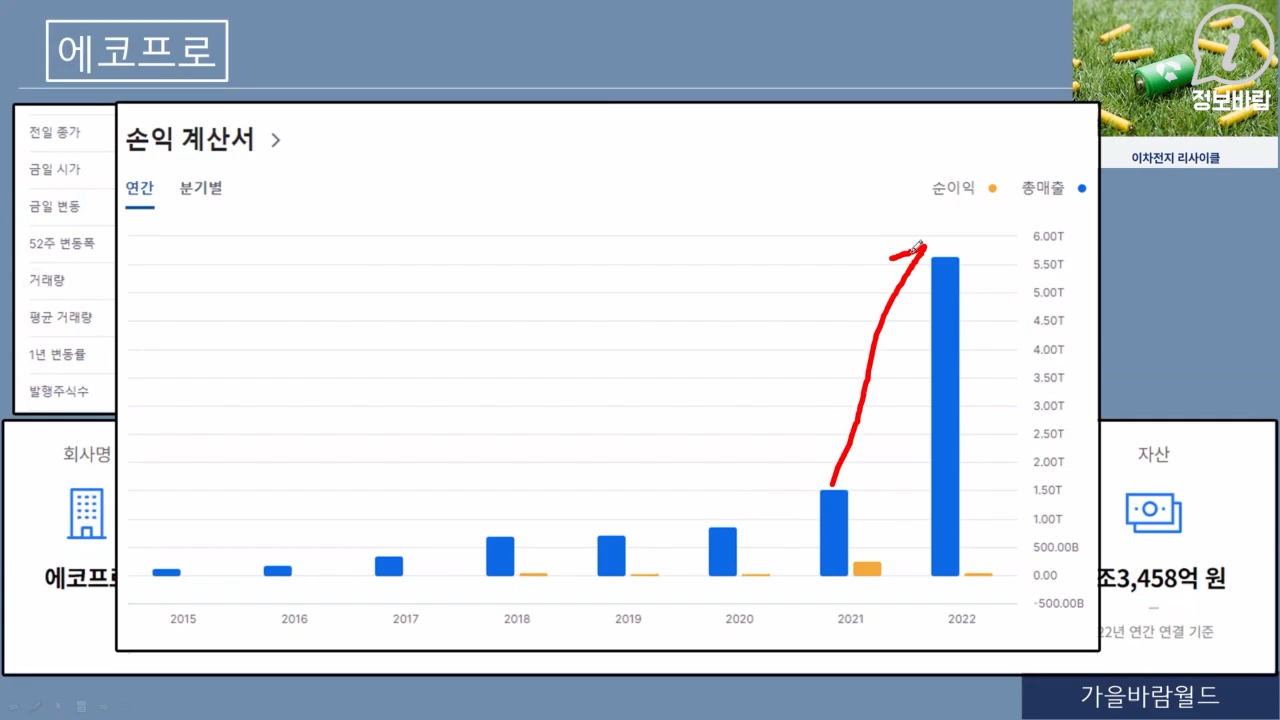 에코프로
정보바람
이차전지 리사이클
전일 종가
금일 시가
금일 변동
52주 변동폭
거래량
평균 거래량
1년 변동률
발행주식수
손익 계산서 >
연간 분기별
순이익 총매출
6.00T
5.50T
5.00T
4.50T
4.00T
3.50T
3.00T
2.50T
2.00T
1.50T
1.00T
500.00B
0.00
-500.00B
2015 2016 2017 2018 2019 2020 2021 2022
회사명
에코프로
자산
조3,458억 원
22년 연간 연결 기준
가을바람월드